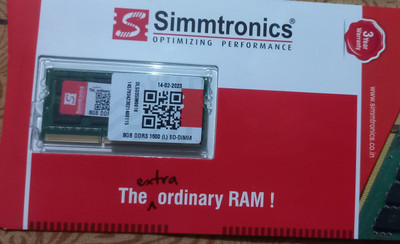 Simmtronics®
OPTIMIZING PERFORMANCE
3 Year
Warranty
www.simmtronics.co.in
14-02-2023
8GB DDR3 1600 (L) SO-DIMM
The extra ordinary RAM !